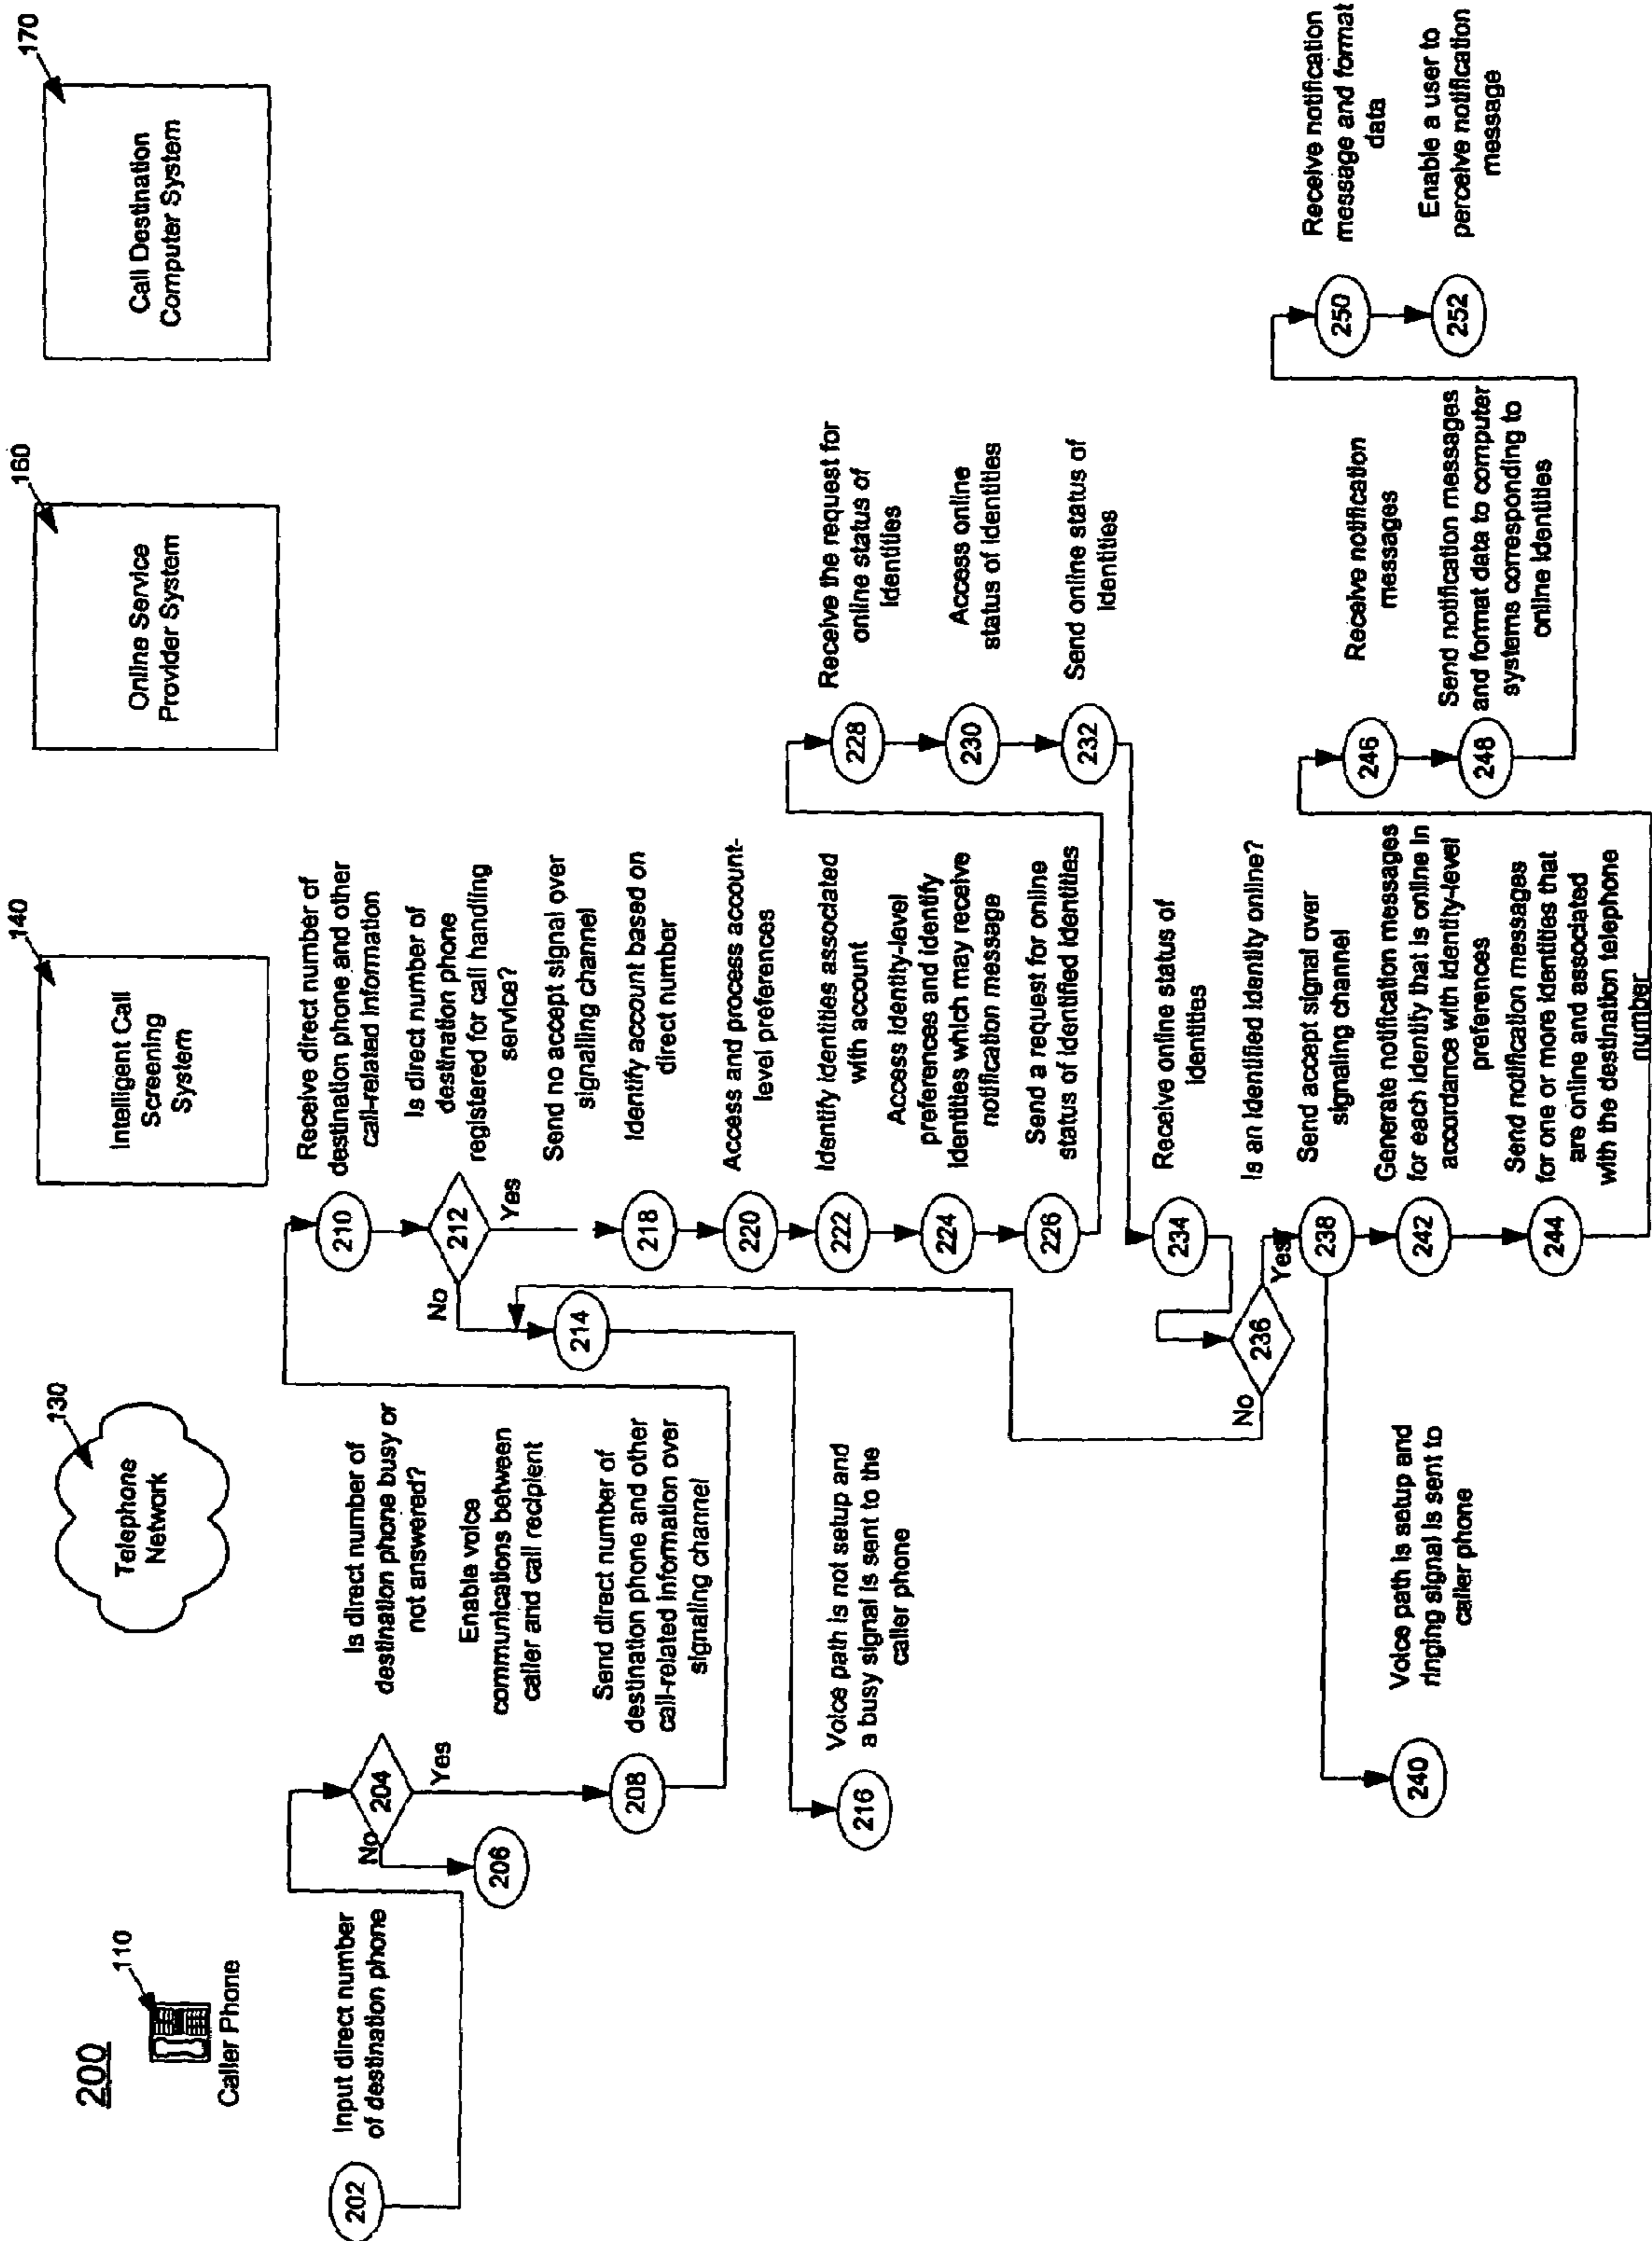 200
110
Caller Phone
130
Telephone
Network
140
Intelligent Call
Screening
System
160
Online Service
Provider System
170
Call Destination
Computer System
202
Input direct number
of destination phone
204
Is direct number of
destination phone busy or
not answered?
No
Yes
206
Enable voice
communications between
caller and call recipient
208
Send direct number of
destination phone and other
call-related information over
signaling channel
210
Receive direct number of
destination phone and other
call-related information
212
Is direct number of
destination phone
registered for call handling
service?
No
Yes
214
Send no accept signal over
signalling channel
216
Voice path is not setup and
a busy signal is sent to the
caller phone
218
Identify account based on
direct number
220
Access and process account-
level preferences
222
Identify identities associated
with account
224
Access identity-level
preferences and identify
identities which may receive
notification message
226
Send a request for online
status of identified identities
228
Receive the request for
online status of
identities
230
Access online
status of identities
232
Send online status of
identities
234
Receive online status of
identities
236
Is an identified identity online?
No
Yes
238
Send accept signal over
signaling channel
240
Voice path is setup and
ringing signal is sent to
caller phone
242
Generate notification messages
for each identity that is online in
accordance with identity-level
preferences
244
Send notification messages
for one or more identities that
are online and associated
with the destination telephone
number
246
Receive notification
messages
248
Send notification messages
and format data to computer
systems corresponding to
online identities
250
Receive notification
message and format
data
252
Enable a user to
perceive notification
message